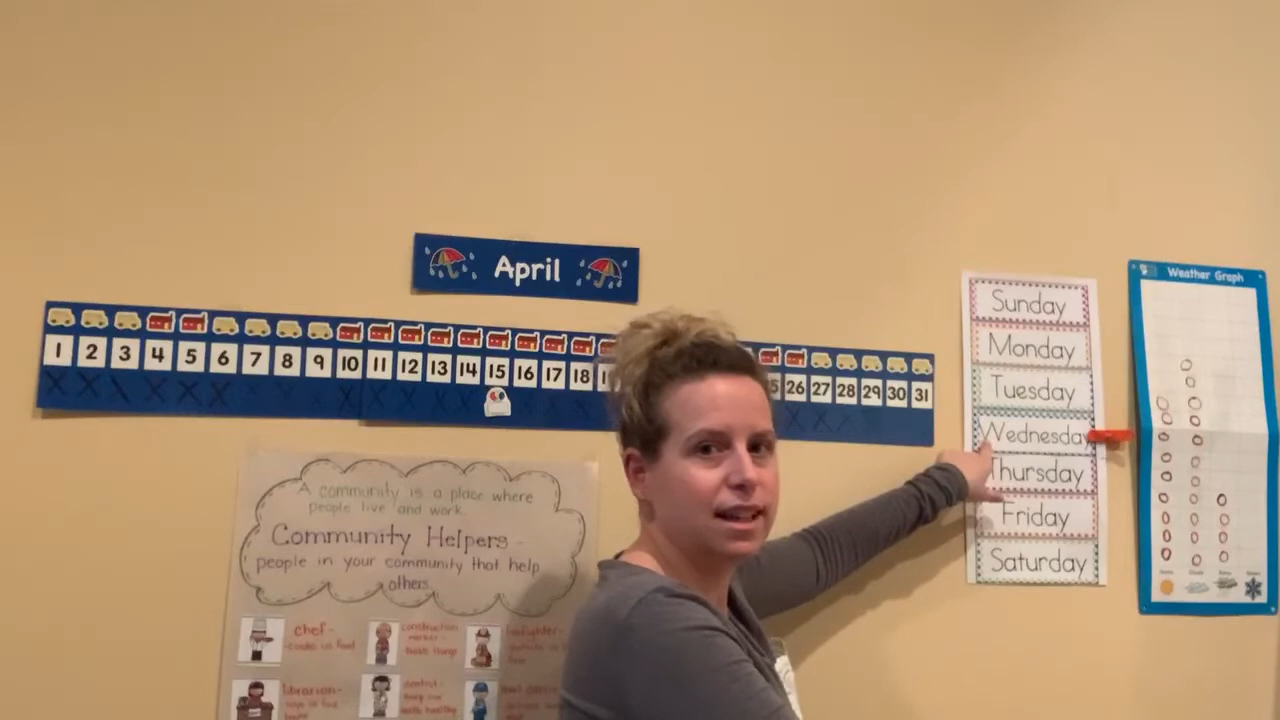 April
1 2 3 4 5 6 7 8 9 10 11 12 13 14 15 16 17 18 26 27 28 29 30 31
Sunday
Monday
Tuesday
Wednesday
Thursday
Friday
Saturday
Weather Graph
A community is a place where
people live and work.
Community Helpers -
people in your community that help
others.
chef-
cooks us food
construction
worker-
builds things
firefighter-
librarian-
dentist-